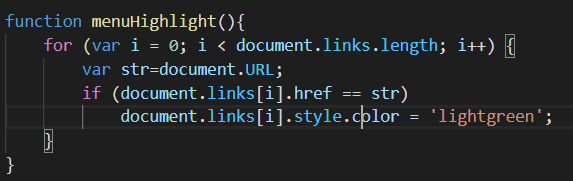 function menuHighlight(){
    for (var i = 0; i < document.links.length; i++) {
        var str=document.URL;
        if (document.links[i].href == str)
            document.links[i].style.color = 'lightgreen';
    }
}